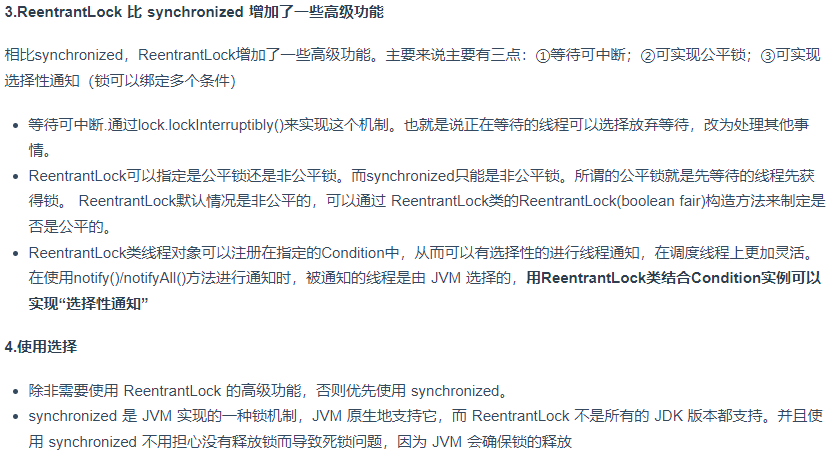 3.ReentrantLock 比 synchronized 增加了一些高级功能
相比synchronized，ReentrantLock增加了一些高级功能。主要来说主要有三点：①等待可中断；②可实现公平锁；③可实现
选择性通知（锁可以绑定多个条件）
等待可中断.通过lock.lockInterruptibly()来实现这个机制。也就是说正在等待的线程可以选择放弃等待，改为处理其他事
情。
ReentrantLock可以指定是公平锁还是非公平锁。而synchronized只能是非公平锁。所谓的公平锁就是先等待的线程先获
得锁。 ReentrantLock默认情况是非公平的，可以通过 ReentrantLock类的ReentrantLock(boolean fair)构造方法来制定是
否是公平的。
ReentrantLock类线程对象可以注册在指定的Condition中，从而可以有选择性的进行线程通知，在调度线程上更加灵活。
在使用notify()/notifyAll()方法进行通知时，被通知的线程是由 JVM 选择的，用ReentrantLock类结合Condition实例可以
实现“选择性通知”
4.使用选择
除非需要使用 ReentrantLock 的高级功能，否则优先使用 synchronized。
synchronized 是 JVM 实现的一种锁机制，JVM 原生地支持它，而 ReentrantLock 不是所有的 JDK 版本都支持。并且使
用 synchronized 不用担心没有释放锁而导致死锁问题，因为 JVM 会确保锁的释放